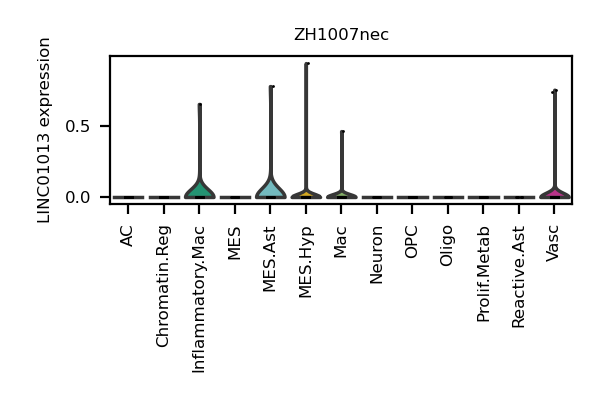 ZH1007nec
LINC01013 expression
0.5
0.0
AC
Chromatin.Reg
Inflammatory.Mac
MES
MES.Ast
MES.Hyp
Mac
Neuron
OPC
Oligo
Prolif.Metab
Reactive.Ast
Vasc